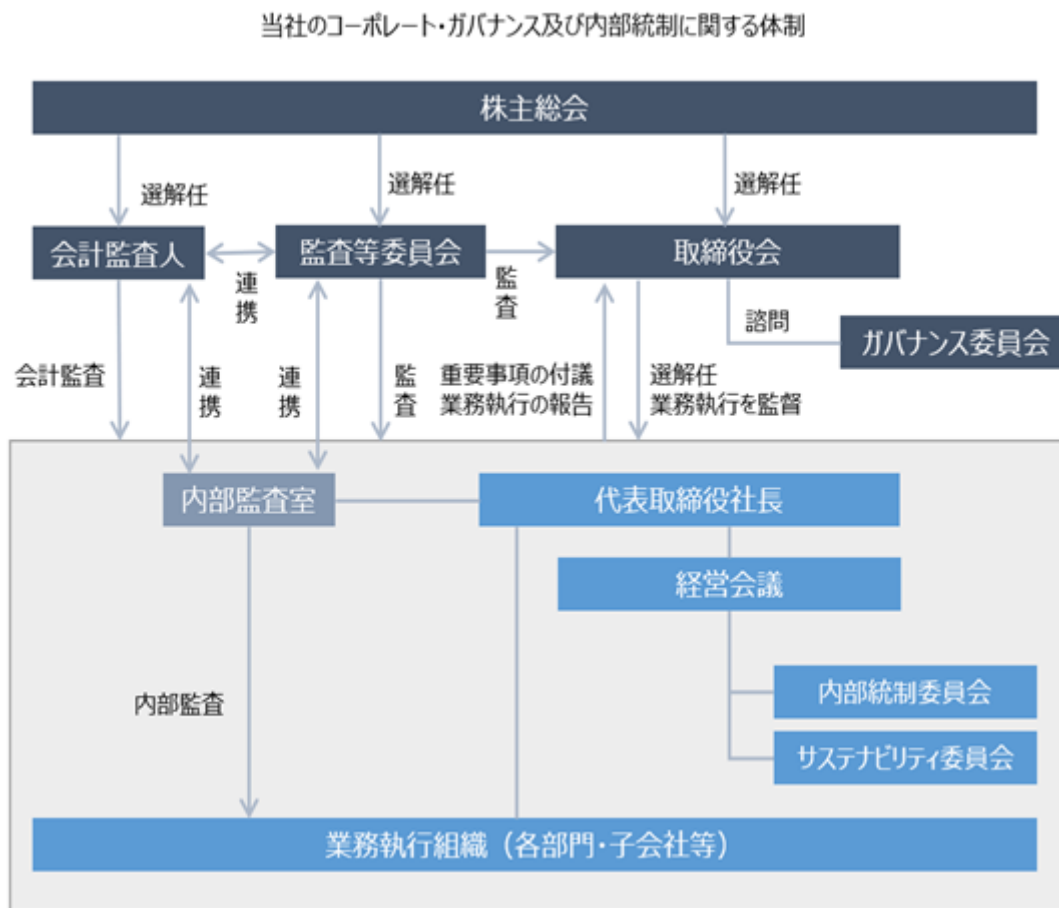 当社のコーポレート・ガバナンス及び内部統制に関する体制
株主総会
選解任
選解任
選解任
会計監査人
監査等委員会
取締役会
連携
監査
諮問
ガバナンス委員会
会計監査
連携
連携
監査
重要事項の付議
業務執行の報告
選解任
業務執行を監督
内部監査室
代表取締役社長
経営会議
内部監査
内部統制委員会
サステナビリティ委員会
業務執行組織（各部門・子会社等）